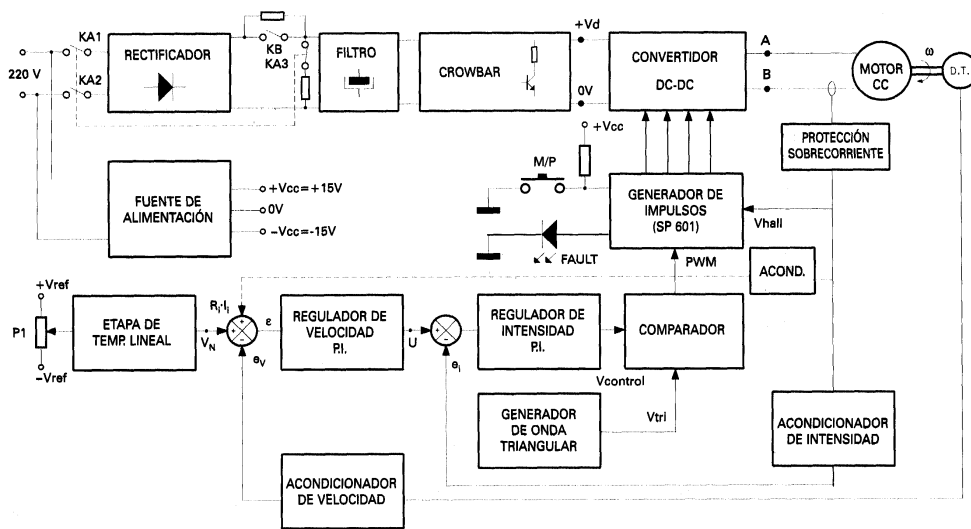 KA1
220 V
KA2
RECTIFICADOR
KB
KA3
FILTRO
CROWBAR
+Vd
0V
CONVERTIDOR
DC-DC
A
B
MOTOR
CC
ω
D.T.
PROTECCIÓN
SOBRECORRIENTE
FUENTE DE
ALIMENTACIÓN
+Vcc=+15V
0V
-Vcc=-15V
+Vcc
M/P
GENERADOR DE
IMPULSOS
(SP 601)
Vhall
FAULT
PWM
ACOND.
+Vref
P1
-Vref
ETAPA DE
TEMP. LINEAL
Ri·Ii
VN
+
+
-
ε
eV
REGULADOR DE
VELOCIDAD
P.I.
U
+
-
ei
REGULADOR DE
INTENSIDAD
P.I.
COMPARADOR
Vcontrol
Vtri
GENERADOR
DE ONDA
TRIANGULAR
ACONDICIONADOR
DE INTENSIDAD
ACONDICIONADOR
DE VELOCIDAD